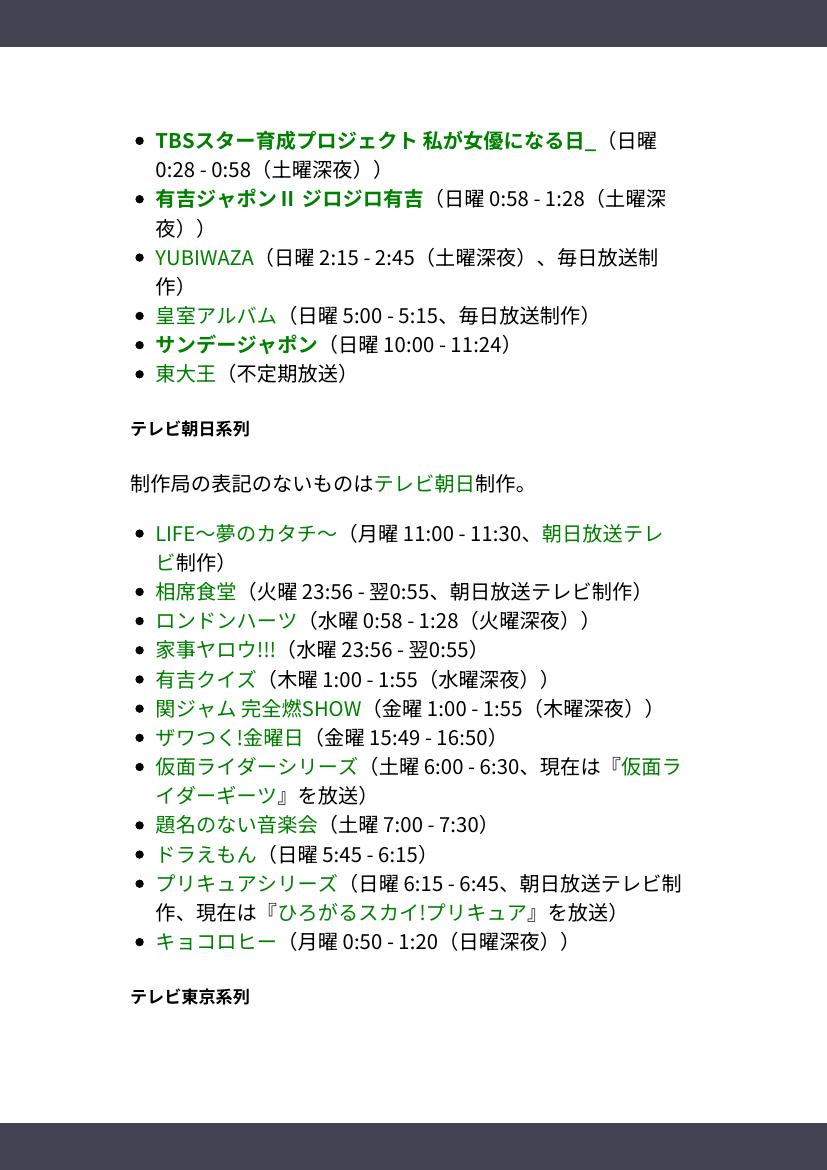 TBSスター育成プロジェクト 私が女優になる日_（日曜
0:28 - 0:58（土曜深夜））
有吉ジャポンⅡ ジロジロ有吉（日曜 0:58 - 1:28（土曜深
夜））
YUBIWAZA（日曜 2:15 - 2:45（土曜深夜）、毎日放送制
作）
皇室アルバム（日曜 5:00 - 5:15、毎日放送制作）
サンデージャポン（日曜 10:00 - 11:24）
東大王（不定期放送）
テレビ朝日系列
制作局の表記のないものはテレビ朝日制作。
LIFE〜夢のカタチ〜（月曜 11:00 - 11:30、朝日放送テレ
ビ制作）
相席食堂（火曜 23:56 - 翌0:55、朝日放送テレビ制作）
ロンドンハーツ（水曜 0:58 - 1:28（火曜深夜））
家事ヤロウ!!!（水曜 23:56 - 翌0:55）
有吉クイズ（木曜 1:00 - 1:55（水曜深夜））
関ジャム 完全燃SHOW（金曜 1:00 - 1:55（木曜深夜））
ザワつく!金曜日（金曜 15:49 - 16:50）
仮面ライダーシリーズ（土曜 6:00 - 6:30、現在は『仮面ラ
イダーギーツ』を放送）
題名のない音楽会（土曜 7:00 - 7:30）
ドラえもん（日曜 5:45 - 6:15）
プリキュアシリーズ（日曜 6:15 - 6:45、朝日放送テレビ制
作、現在は『ひろがるスカイ!プリキュア』を放送）
キョコロヒー（月曜 0:50 - 1:20（日曜深夜））
テレビ東京系列